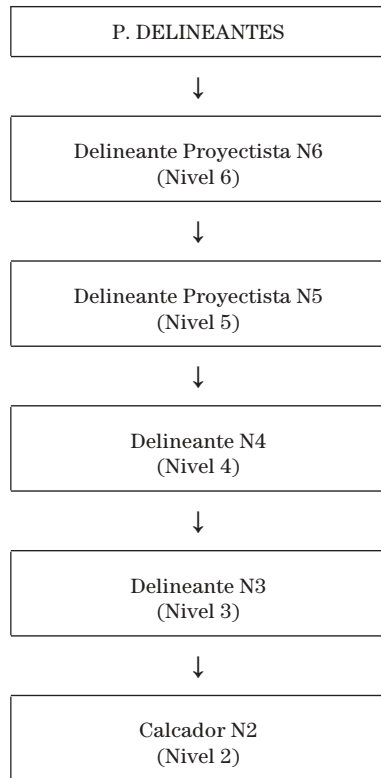 P. DELINEANTES
↓
Delineante Proyectista N6
(Nivel 6)
↓
Delineante Proyectista N5
(Nivel 5)
↓
Delineante N4
(Nivel 4)
↓
Delineante N3
(Nivel 3)
↓
Calcador N2
(Nivel 2)